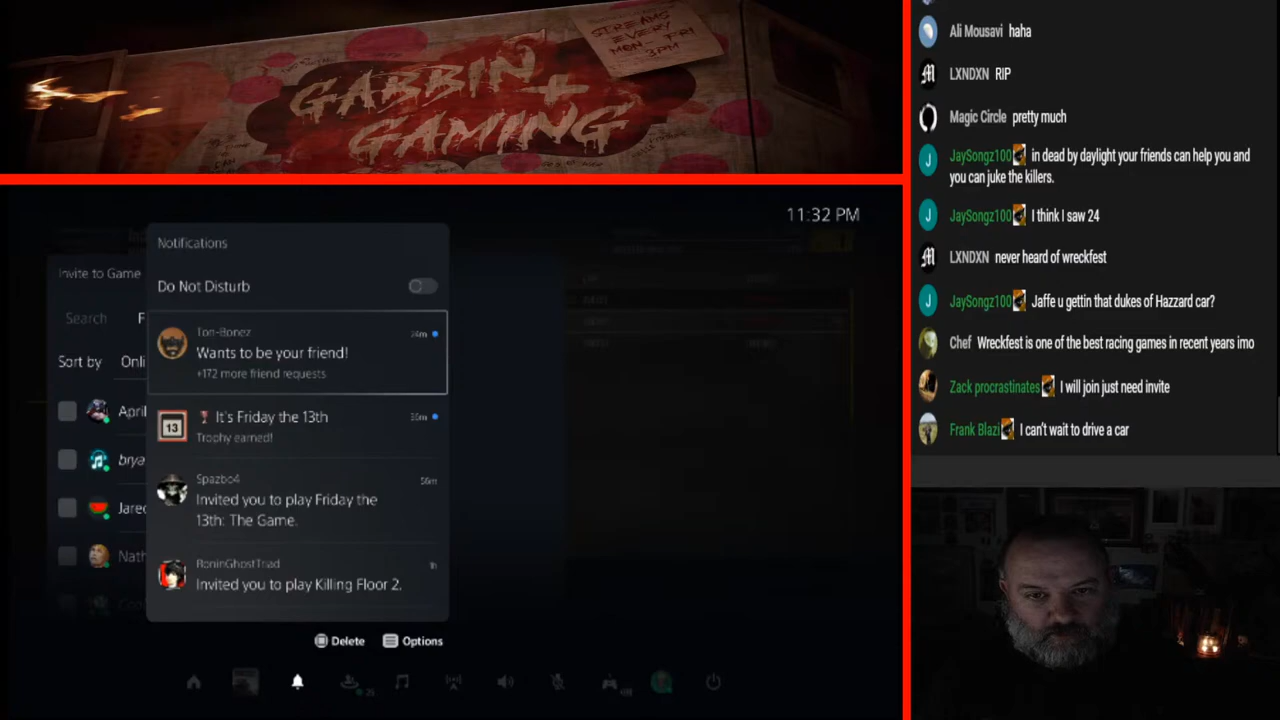 STREAMS
EVERY
MON - FRI
3PM
GABBIN
+
GAMING
11:32 PM
Notifications
Do Not Disturb
Ton-Bonez
24m
Wants to be your friend!
+172 more friend requests
It's Friday the 13th
Trophy earned!
13
Spazbo4
56m
Invited you to play Friday the
13th: The Game.
RoninGhostTriad
1h
Invited you to play Killing Floor 2.
Delete
Options
Invite to Game
Search
F
Sort by
Onli
April
brya
Jared
Nath
Ali Mousavi haha
LXNDXN RIP
Magic Circle pretty much
JaySongz100 in dead by daylight your friends can help you and
you can juke the killers.
JaySongz100 I think I saw 24
LXNDXN never heard of wreckfest
JaySongz100 Jaffe u gettin that dukes of Hazzard car?
Chef Wreckfest is one of the best racing games in recent years imo
Zack procrastinates I will join just need invite
Frank Blazi I can't wait to drive a car